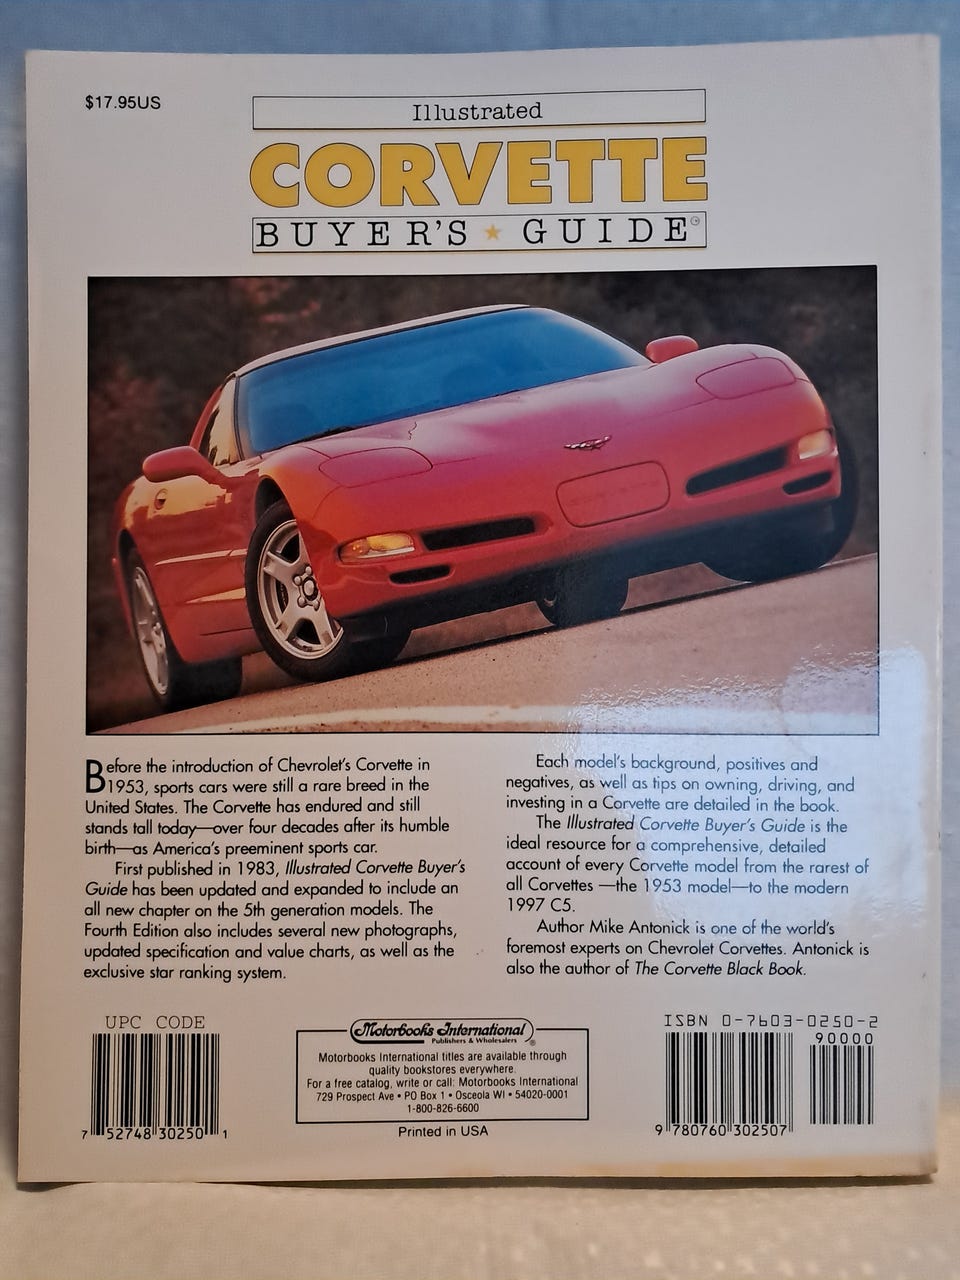 $17.95US
Illustrated
CORVETTE
BUYER'S ★ GUIDE®
Before the introduction of Chevrolet's Corvette in
1953, sports cars were still a rare breed in the
United States. The Corvette has endured and still
stands tall today—over four decades after its humble
birth—as America's preeminent sports car.
First published in 1983, Illustrated Corvette Buyer's
Guide has been updated and expanded to include an
all new chapter on the 5th generation models. The
Fourth Edition also includes several new photographs,
updated specification and value charts, as well as the
exclusive star ranking system.
Each model's background, positives and
negatives, as well as tips on owning, driving, and
investing in a Corvette are detailed in the book.
The Illustrated Corvette Buyer's Guide is the
ideal resource for a comprehensive, detailed
account of every Corvette model from the rarest of
all Corvettes —the 1953 model—to the modern
1997 C5.
Author Mike Antonick is one of the world's
foremost experts on Chevrolet Corvettes. Antonick is
also the author of The Corvette Black Book.
UPC CODE
7 52748 30250 1
Motorbooks International
Publishers & Wholesalers ®
Motorbooks International titles are available through
quality bookstores everywhere.
For a free catalog, write or call: Motorbooks International
729 Prospect Ave • PO Box 1 • Osceola WI • 54020-0001
1-800-826-6600
Printed in USA
ISBN 0-7603-0250-2
90000
9 780760 302507